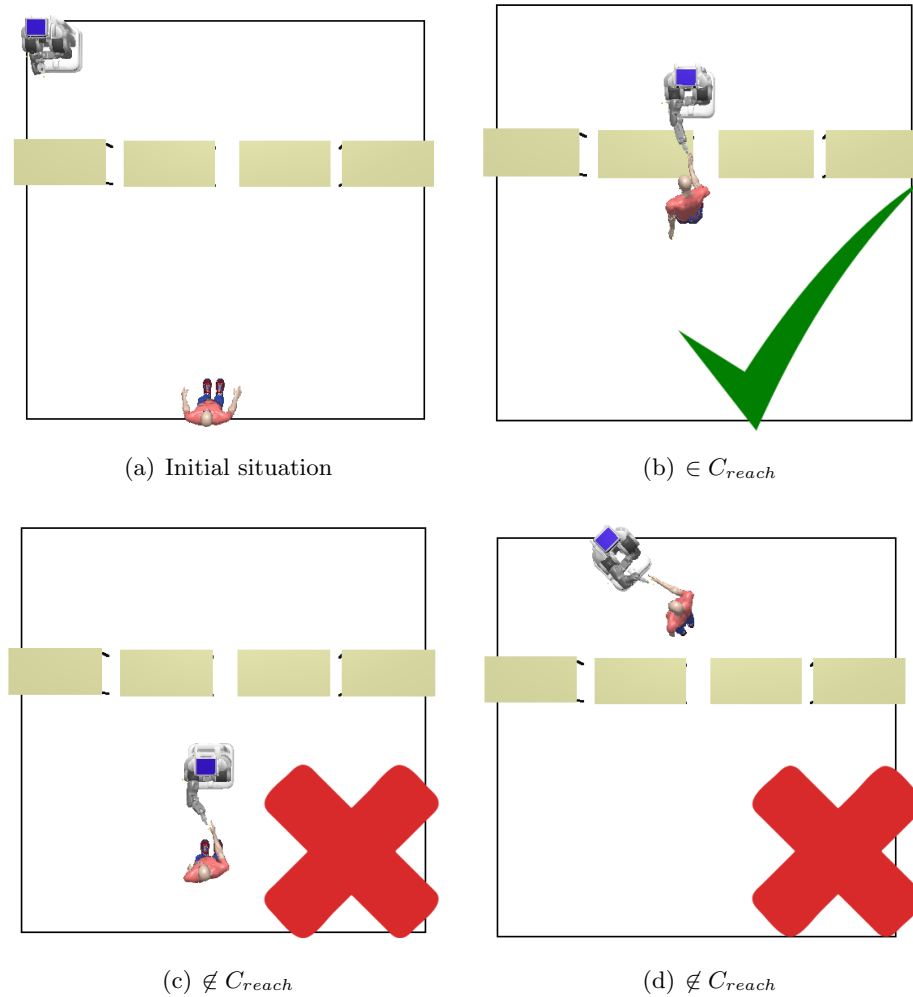 (a) Initial situation
(b) ∈ C_reach
(c) ∉ C_reach
(d) ∉ C_reach